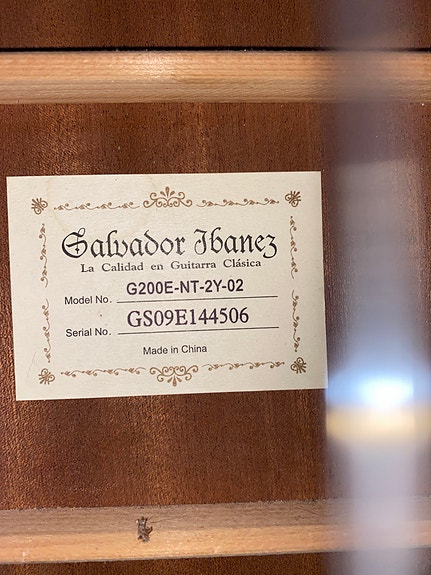 Salvador Ibanez
La Calidad en Guitarra Clásica
Model No. G200E-NT-2Y-02
Serial No. GS09E144506
Made in China